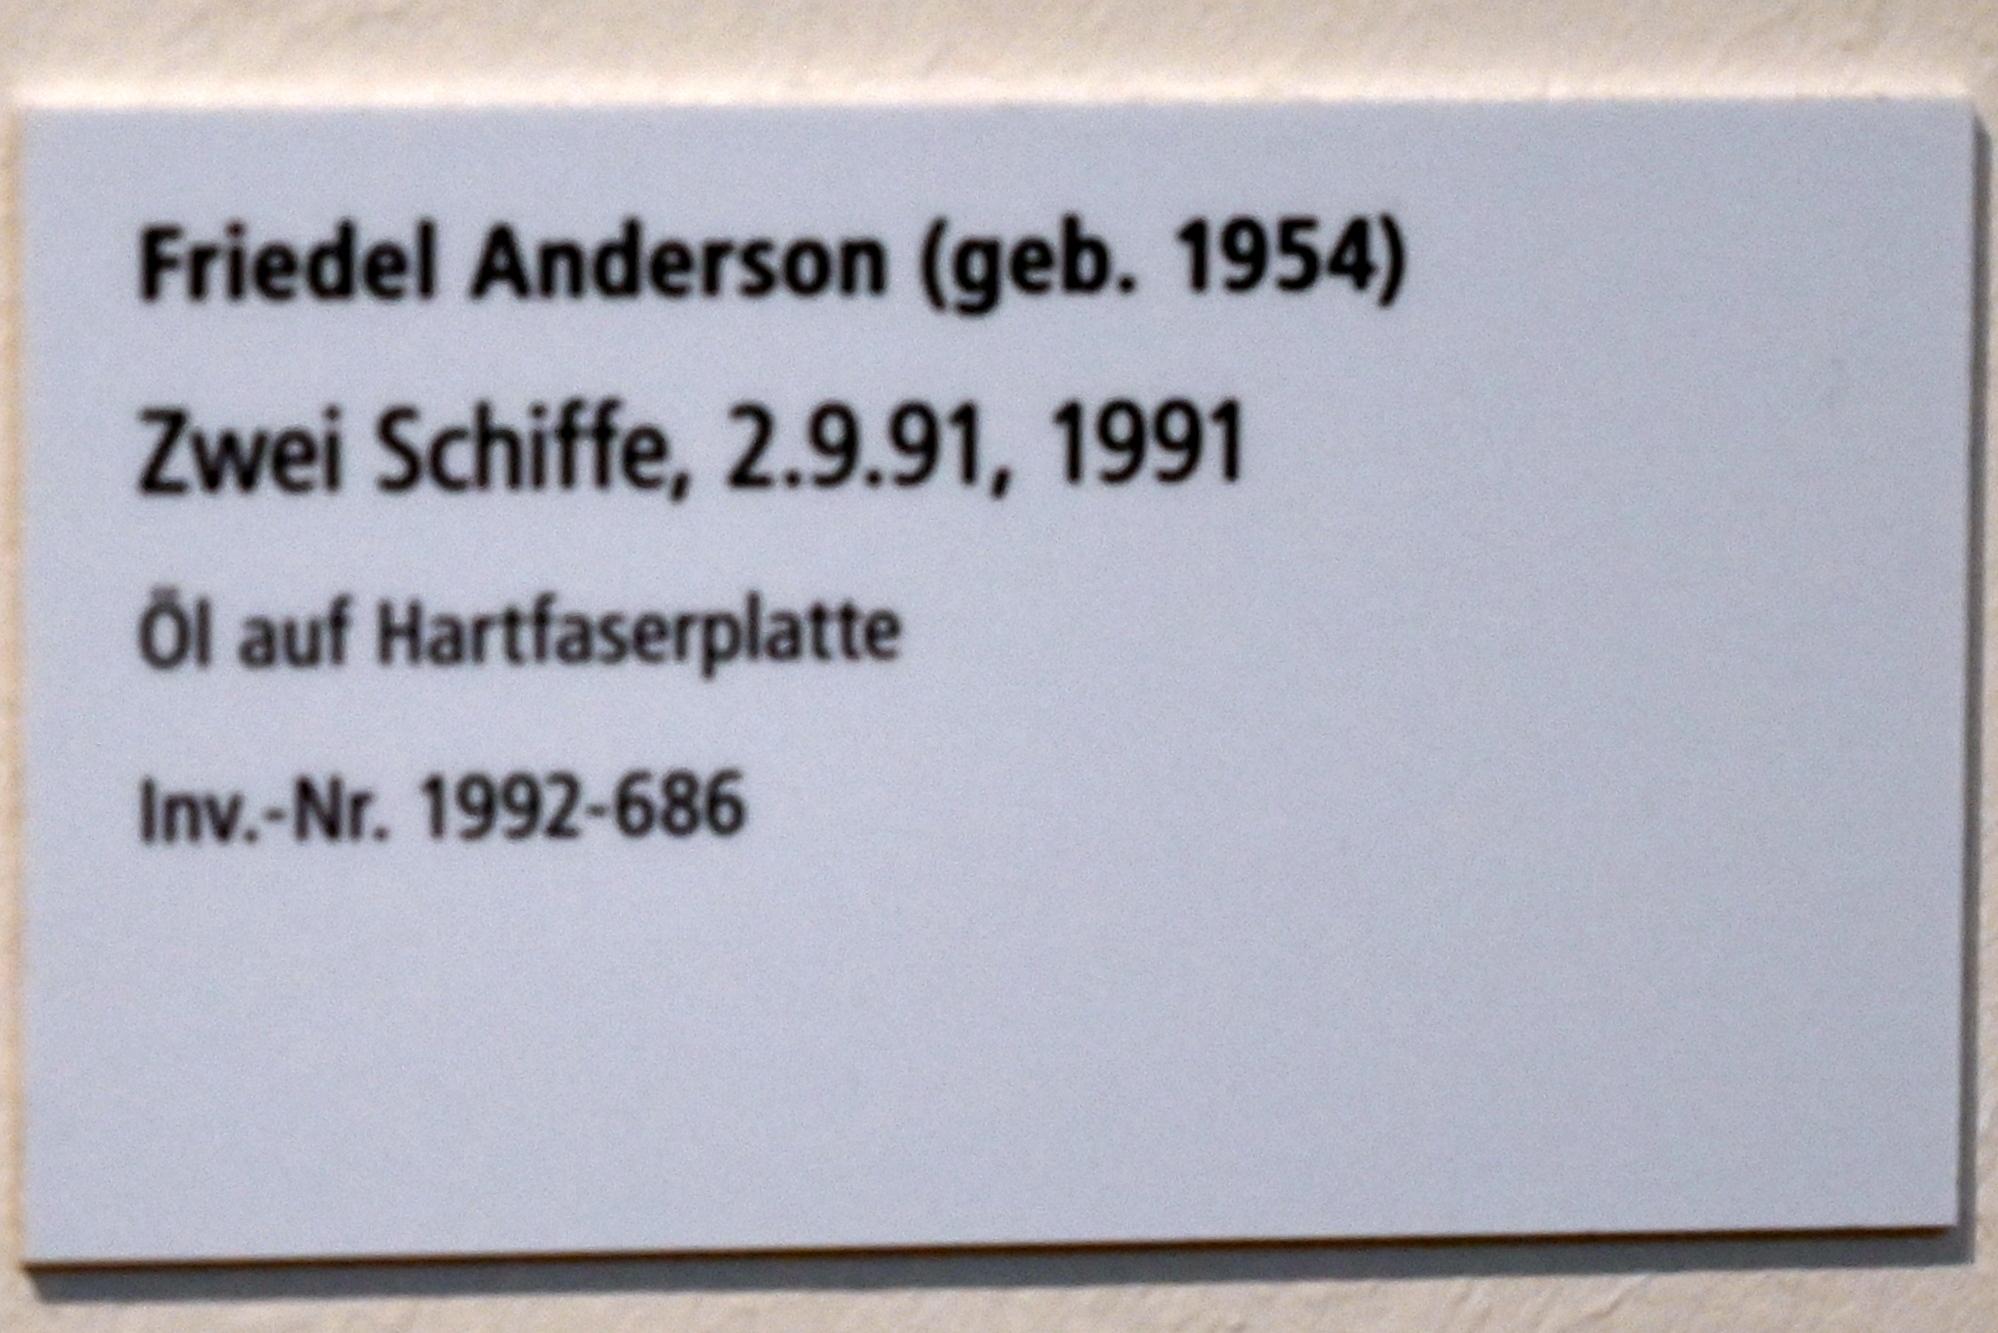 Friedel Anderson (geb. 1954)
Zwei Schiffe, 2.9.91, 1991
Öl auf Hartfaserplatte
Inv.-Nr. 1992-686